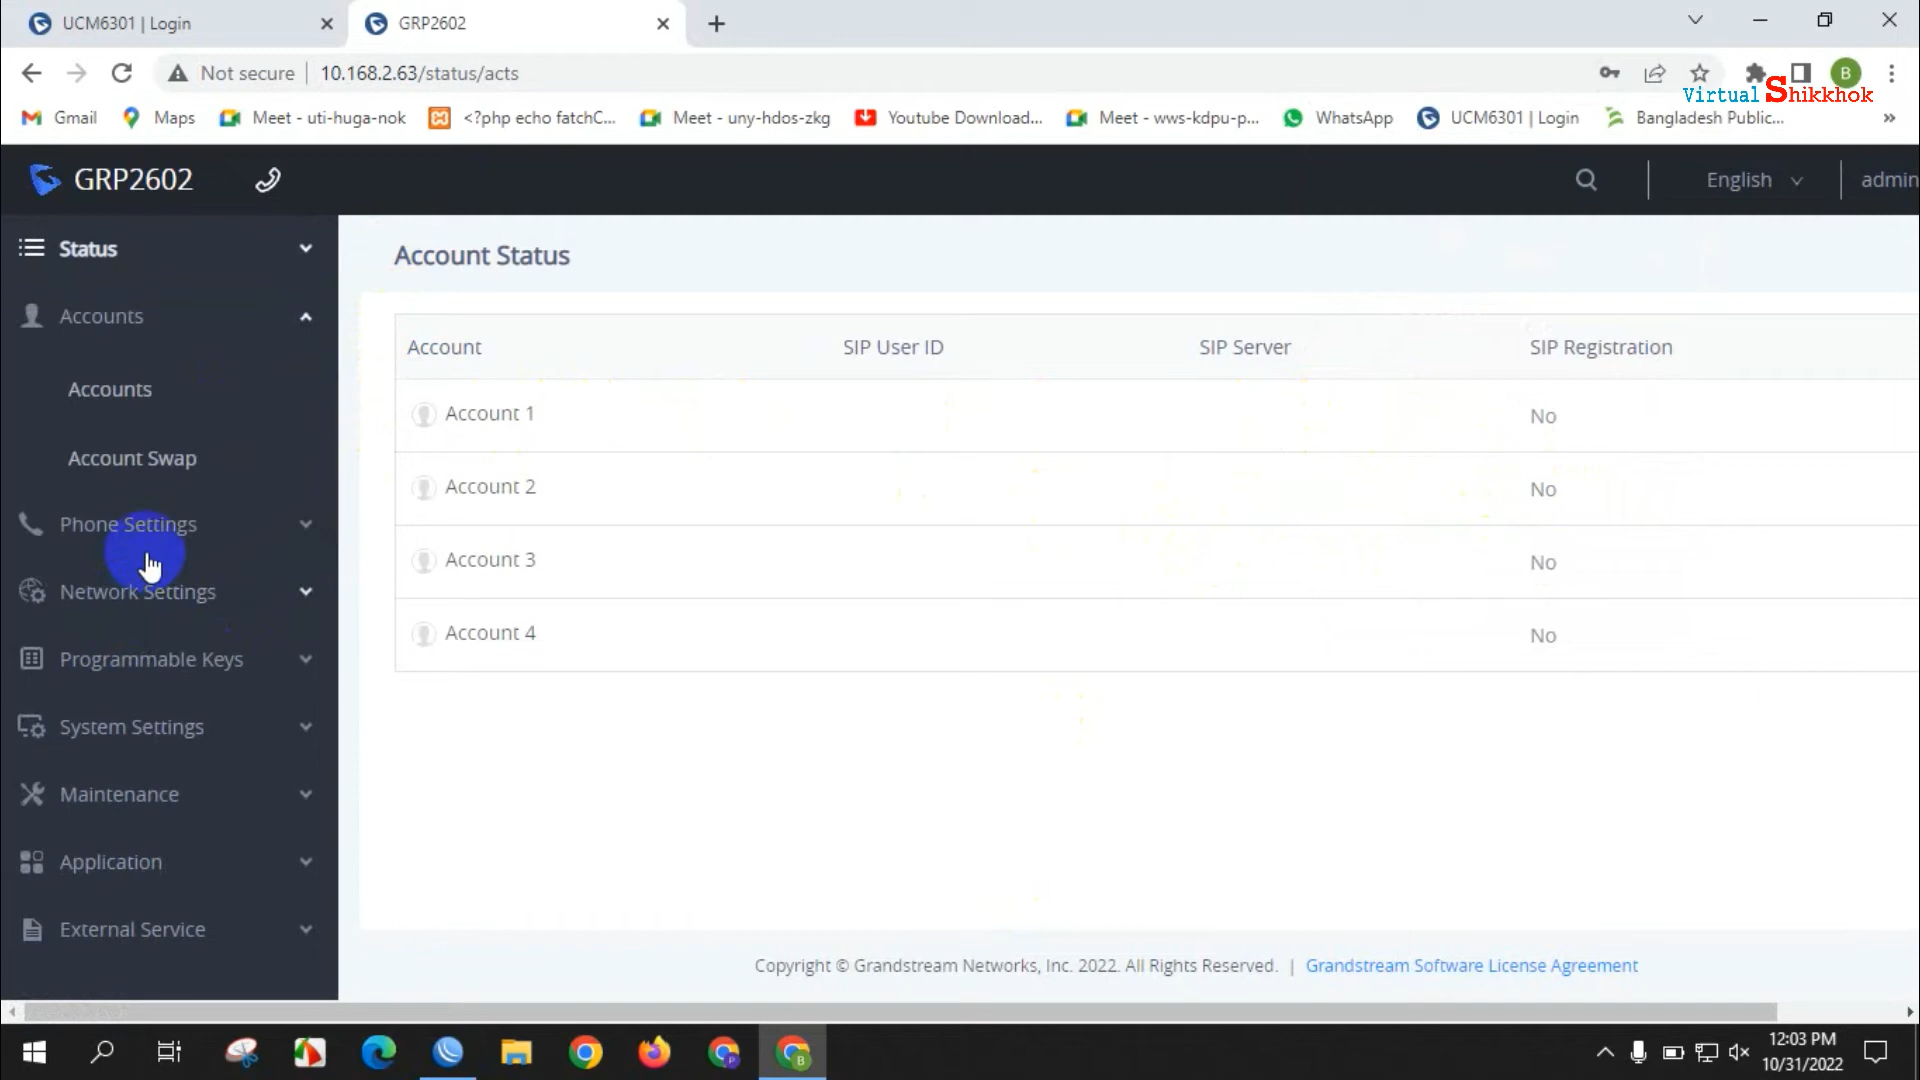 UCM6301 | Login
GRP2602
Not secure
10.168.2.63/status/acts
Virtual Shikkhok
Gmail
Maps
Meet - uti-huga-nok
<?php echo fatchC...
Meet - uny-hdos-zkg
Youtube Download...
Meet - wws-kdpu-p...
WhatsApp
UCM6301 | Login
Bangladesh Public...
»
GRP2602
English
admin
Status
Accounts
Accounts
Account Swap
Phone Settings
Network Settings
Programmable Keys
System Settings
Maintenance
Application
External Service
Account Status
Account SIP User ID SIP Server SIP Registration
Account 1 No
Account 2 No
Account 3 No
Account 4 No
Copyright © Grandstream Networks, Inc. 2022. All Rights Reserved. | Grandstream Software License Agreement
12:03 PM
10/31/2022